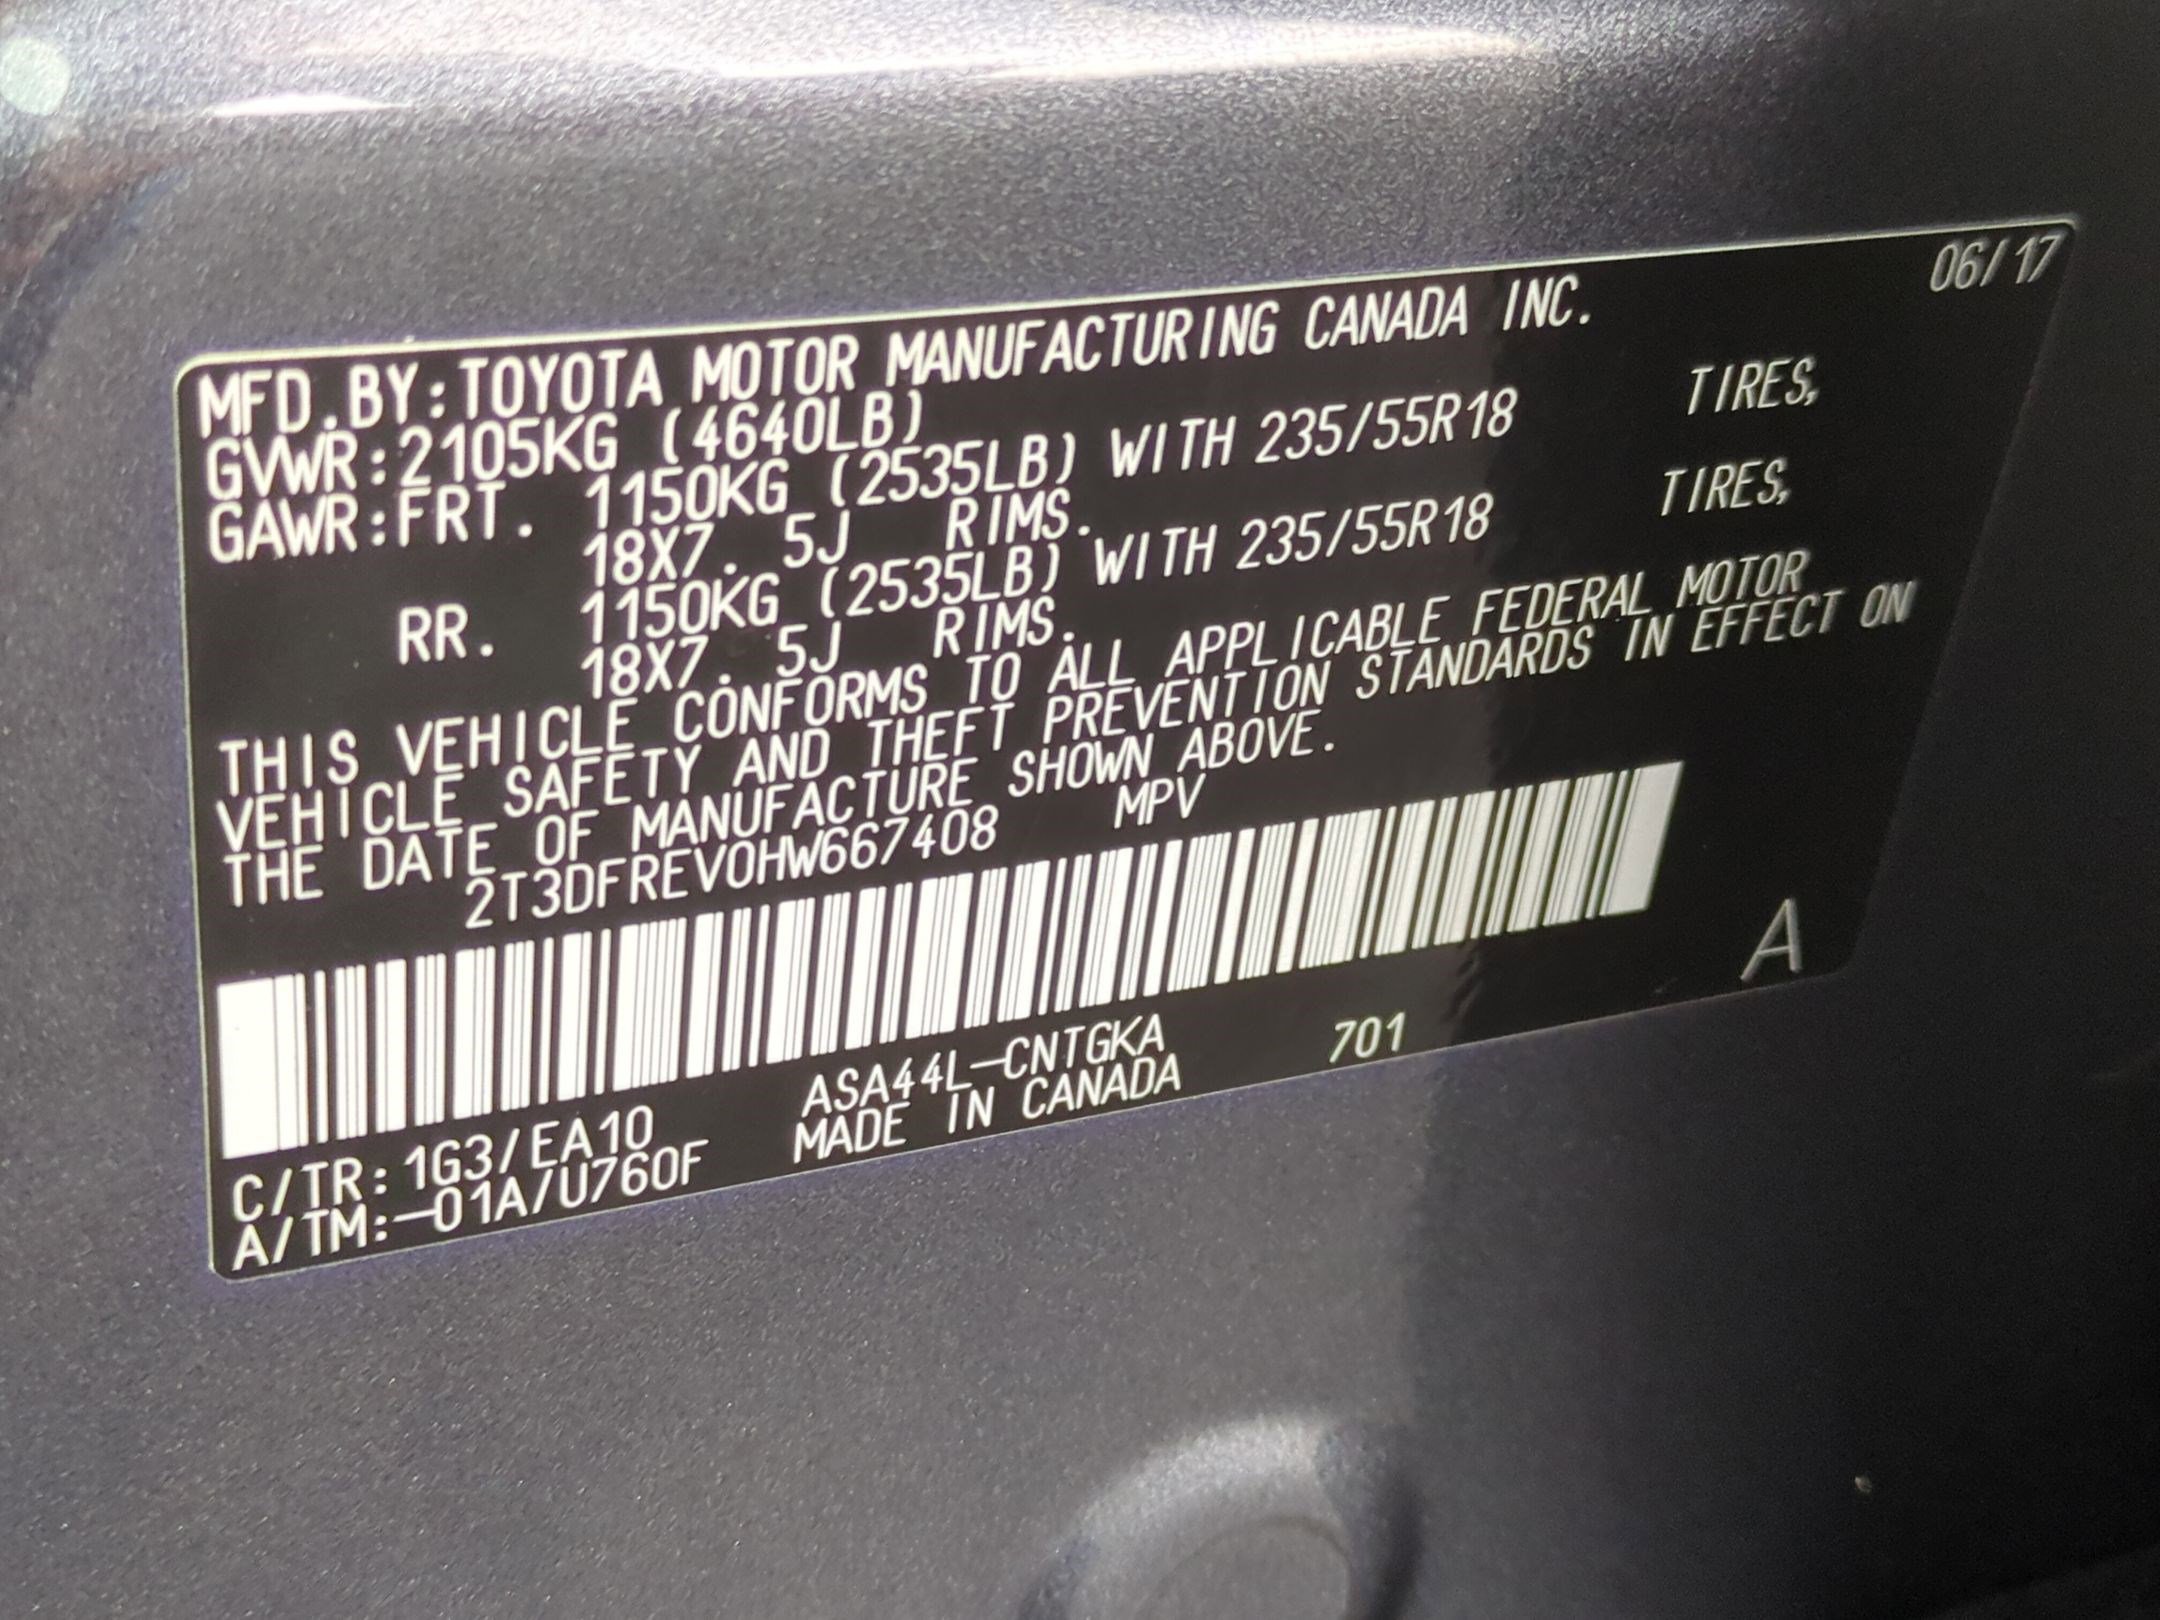 06/17
MFD.BY:TOYOTA MOTOR MANUFACTURING CANADA INC.
GVWR:2105KG (4640LB)
GAWR:FRT. 1150KG (2535LB) WITH 235/55R18 TIRES,
18X7. 5J RIMS.
RR. 1150KG (2535LB) WITH 235/55R18 TIRES,
18X7. 5J RIMS.
THIS VEHICLE CONFORMS TO ALL APPLICABLE FEDERAL MOTOR
VEHICLE SAFETY AND THEFT PREVENTION STANDARDS IN EFFECT ON
THE DATE OF MANUFACTURE SHOWN ABOVE.
2T3DFREV0HW667408 MPV
A
C/TR: 1G3/EA10 ASA44L-CNTGKA 701
A/TM:-01A/U760F MADE IN CANADA